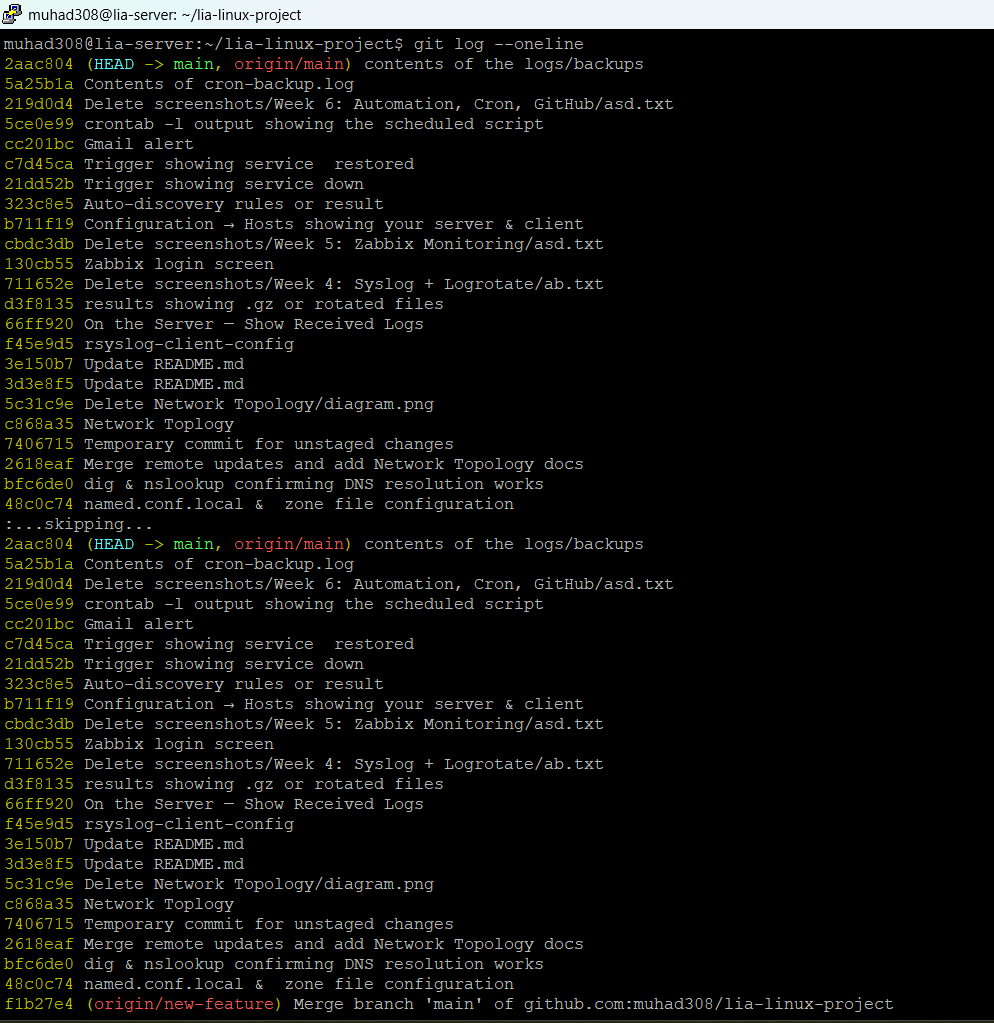 muhad308@lia-server: ~/lia-linux-project
muhad308@lia-server:~/lia-linux-project$ git log --oneline
2aac804 (HEAD -> main, origin/main) contents of the logs/backups
5a25b1a Contents of cron-backup.log
219d0d4 Delete screenshots/Week 6: Automation, Cron, GitHub/asd.txt
5ce0e99 crontab -l output showing the scheduled script
cc201bc Gmail alert
c7d45ca Trigger showing service  restored
21dd52b Trigger showing service down
323c8e5 Auto-discovery rules or result
b711f19 Configuration → Hosts showing your server & client
cbdc3db Delete screenshots/Week 5: Zabbix Monitoring/asd.txt
130cb55 Zabbix login screen
711652e Delete screenshots/Week 4: Syslog + Logrotate/ab.txt
d3f8135 results showing .gz or rotated files
66ff920 On the Server — Show Received Logs
f45e9d5 rsyslog-client-config
3e150b7 Update README.md
3d3e8f5 Update README.md
5c31c9e Delete Network Topology/diagram.png
c868a35 Network Toplogy
7406715 Temporary commit for unstaged changes
2618eaf Merge remote updates and add Network Topology docs
bfc6de0 dig & nslookup confirming DNS resolution works
48c0c74 named.conf.local &  zone file configuration
:...skipping...
2aac804 (HEAD -> main, origin/main) contents of the logs/backups
5a25b1a Contents of cron-backup.log
219d0d4 Delete screenshots/Week 6: Automation, Cron, GitHub/asd.txt
5ce0e99 crontab -l output showing the scheduled script
cc201bc Gmail alert
c7d45ca Trigger showing service  restored
21dd52b Trigger showing service down
323c8e5 Auto-discovery rules or result
b711f19 Configuration → Hosts showing your server & client
cbdc3db Delete screenshots/Week 5: Zabbix Monitoring/asd.txt
130cb55 Zabbix login screen
711652e Delete screenshots/Week 4: Syslog + Logrotate/ab.txt
d3f8135 results showing .gz or rotated files
66ff920 On the Server — Show Received Logs
f45e9d5 rsyslog-client-config
3e150b7 Update README.md
3d3e8f5 Update README.md
5c31c9e Delete Network Topology/diagram.png
c868a35 Network Toplogy
7406715 Temporary commit for unstaged changes
2618eaf Merge remote updates and add Network Topology docs
bfc6de0 dig & nslookup confirming DNS resolution works
48c0c74 named.conf.local &  zone file configuration
f1b27e4 (origin/new-feature) Merge branch 'main' of github.com:muhad308/lia-linux-project